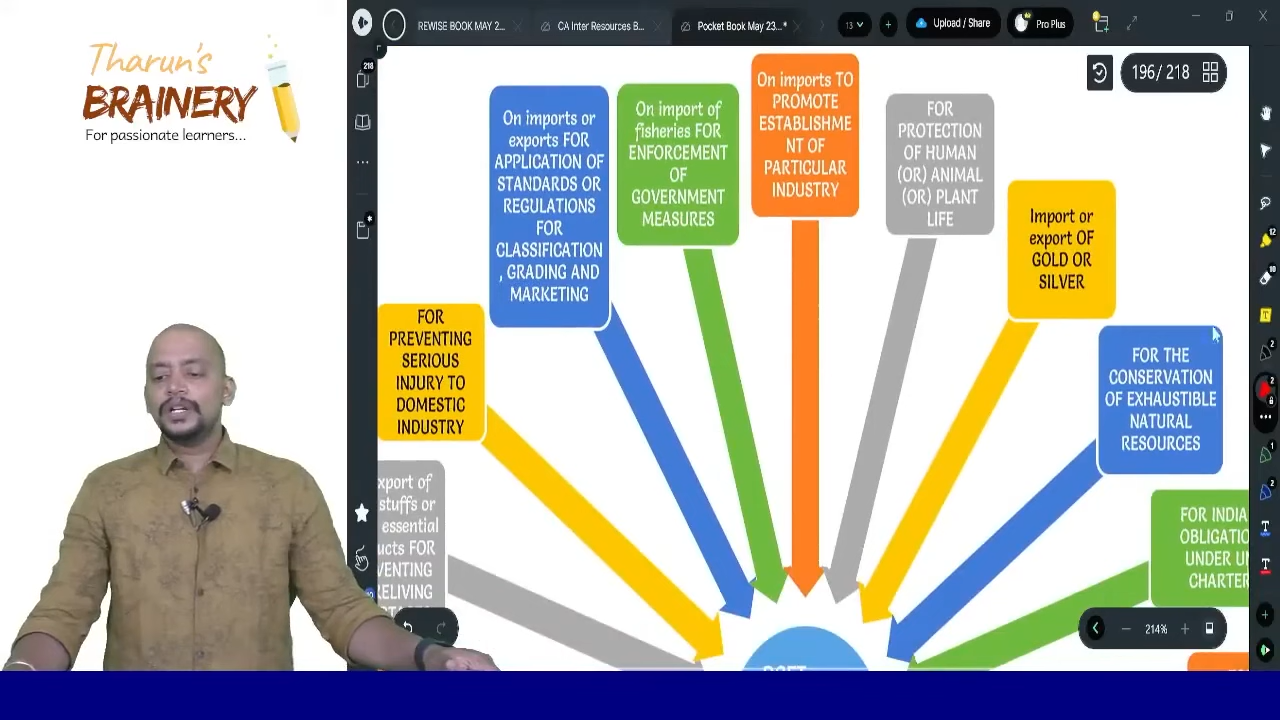 Tharun's
BRAINERY
For passionate learners...
REWISE BOOK MAY 2...
CA Inter Resources B...
Pocket Book May 23...*
13
Upload / Share
Pro Plus
218
196/ 218
On imports or
exports FOR
APPLICATION OF
STANDARDS OR
REGULATIONS
FOR
CLASSIFICATION
, GRADING AND
MARKETING
On import of
fisheries FOR
ENFORCEMENT
OF
GOVERNMENT
MEASURES
On imports TO
PROMOTE
ESTABLISHME
NT OF
PARTICULAR
INDUSTRY
FOR
PROTECTION
OF HUMAN
(OR) ANIMAL
(OR) PLANT
LIFE
Import or
export OF
GOLD OR
SILVER
FOR
PREVENTING
SERIOUS
INJURY TO
DOMESTIC
INDUSTRY
FOR THE
CONSERVATION
OF EXHAUSTIBLE
NATURAL
RESOURCES
xport of
stuffs or
essential
ucts FOR
VENTING
RELIVING
FOR INDIA
OBLIGATIO
UNDER UN
CHARTER
214%